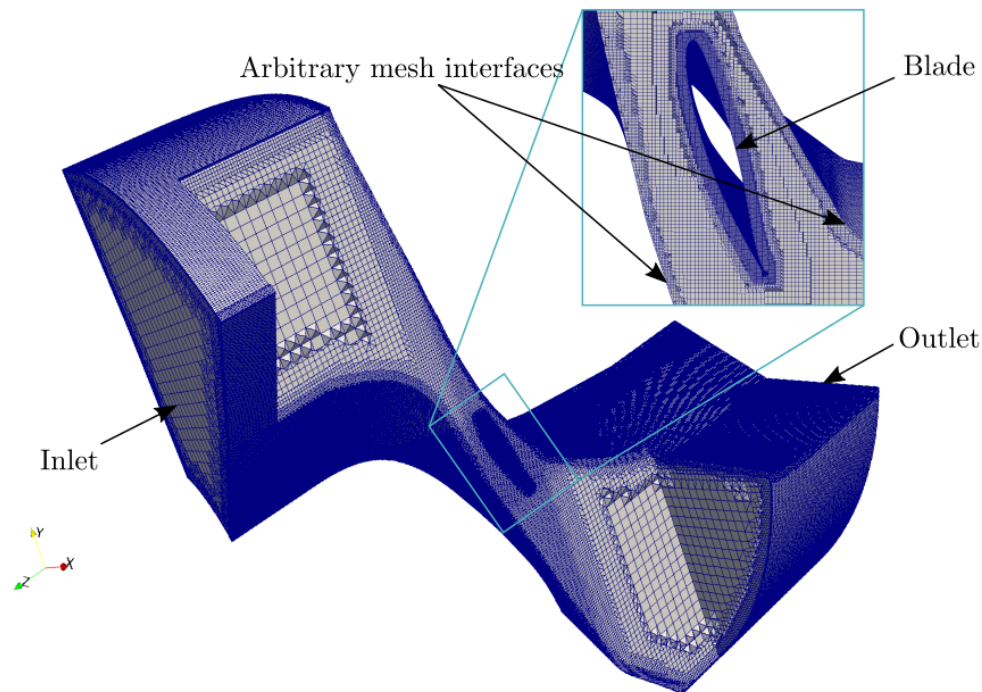 Arbitrary mesh interfaces
Blade
Outlet
Inlet
Y
X
Z